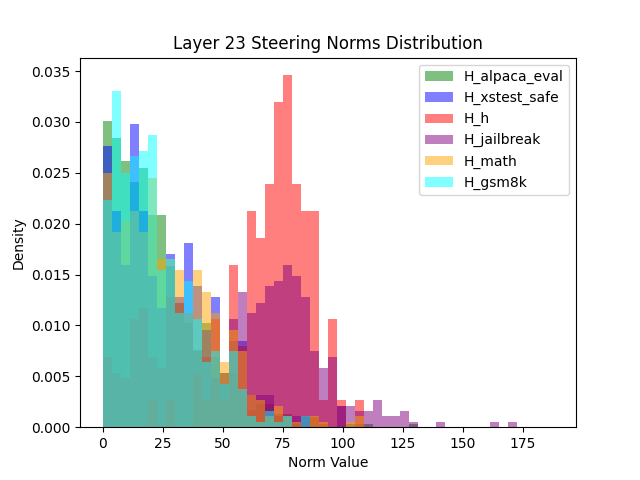 Layer 23 Steering Norms Distribution
0.035
0.030
0.025
0.020
0.015
0.010
0.005
0.000
Density
H_alpaca_eval
H_xstest_safe
H_h
H_jailbreak
H_math
H_gsm8k
0 25 50 75 100 125 150 175
Norm Value